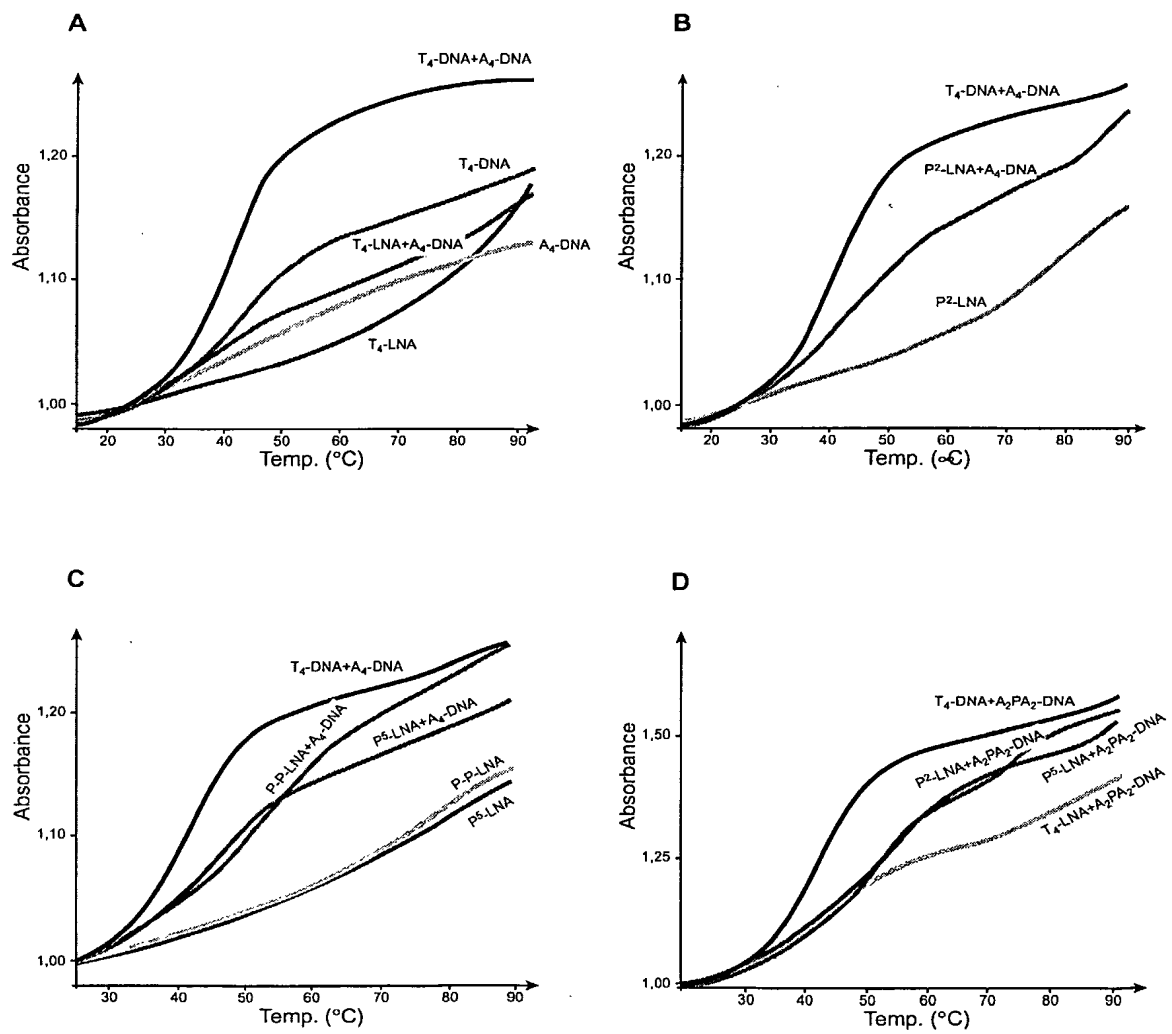 A
T₄-DNA+A₄-DNA
T₄-DNA
T₄-LNA+A₄-DNA
A₄-DNA
T₄-LNA
Absorbance
1,20
1,10
1,00
20 30 40 50 60 70 80 90
Temp. (°C)
B
T₄-DNA+A₄-DNA
P²-LNA+A₄-DNA
P²-LNA
Absorbance
1,20
1,10
1,00
20 30 40 50 60 70 80 90
Temp. (∞C)
C
T₄-DNA+A₄-DNA
P-P-LNA+A₄-DNA
P⁵-LNA+A₄-DNA
P-P-LNA
P⁵-LNA
Absorbance
1,20
1,10
1,00
30 40 50 60 70 80 90
Temp. (°C)
D
T₄-DNA+A₂PA₂-DNA
P²-LNA+A₂PA₂-DNA
P⁵-LNA+A₂PA₂-DNA
T₄-LNA+A₂PA₂-DNA
Absorbance
1,50
1,25
1,00
30 40 50 60 70 80 90
Temp. (°C)